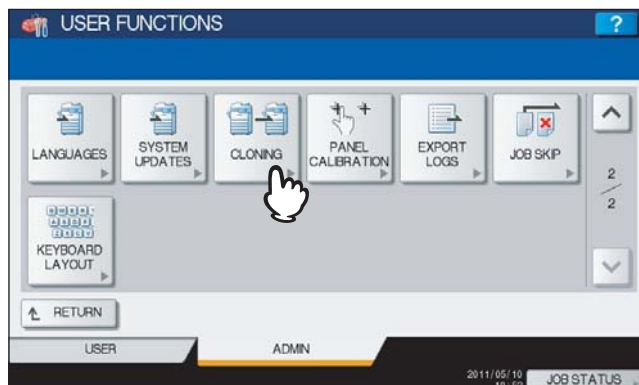 USER FUNCTIONS
?
LANGUAGES
SYSTEM
UPDATES
CLONING
PANEL
CALIBRATION
EXPORT
LOGS
JOB SKIP
2
2
KEYBOARD
LAYOUT
RETURN
USER
ADMIN
2011/05/10
JOB STATUS